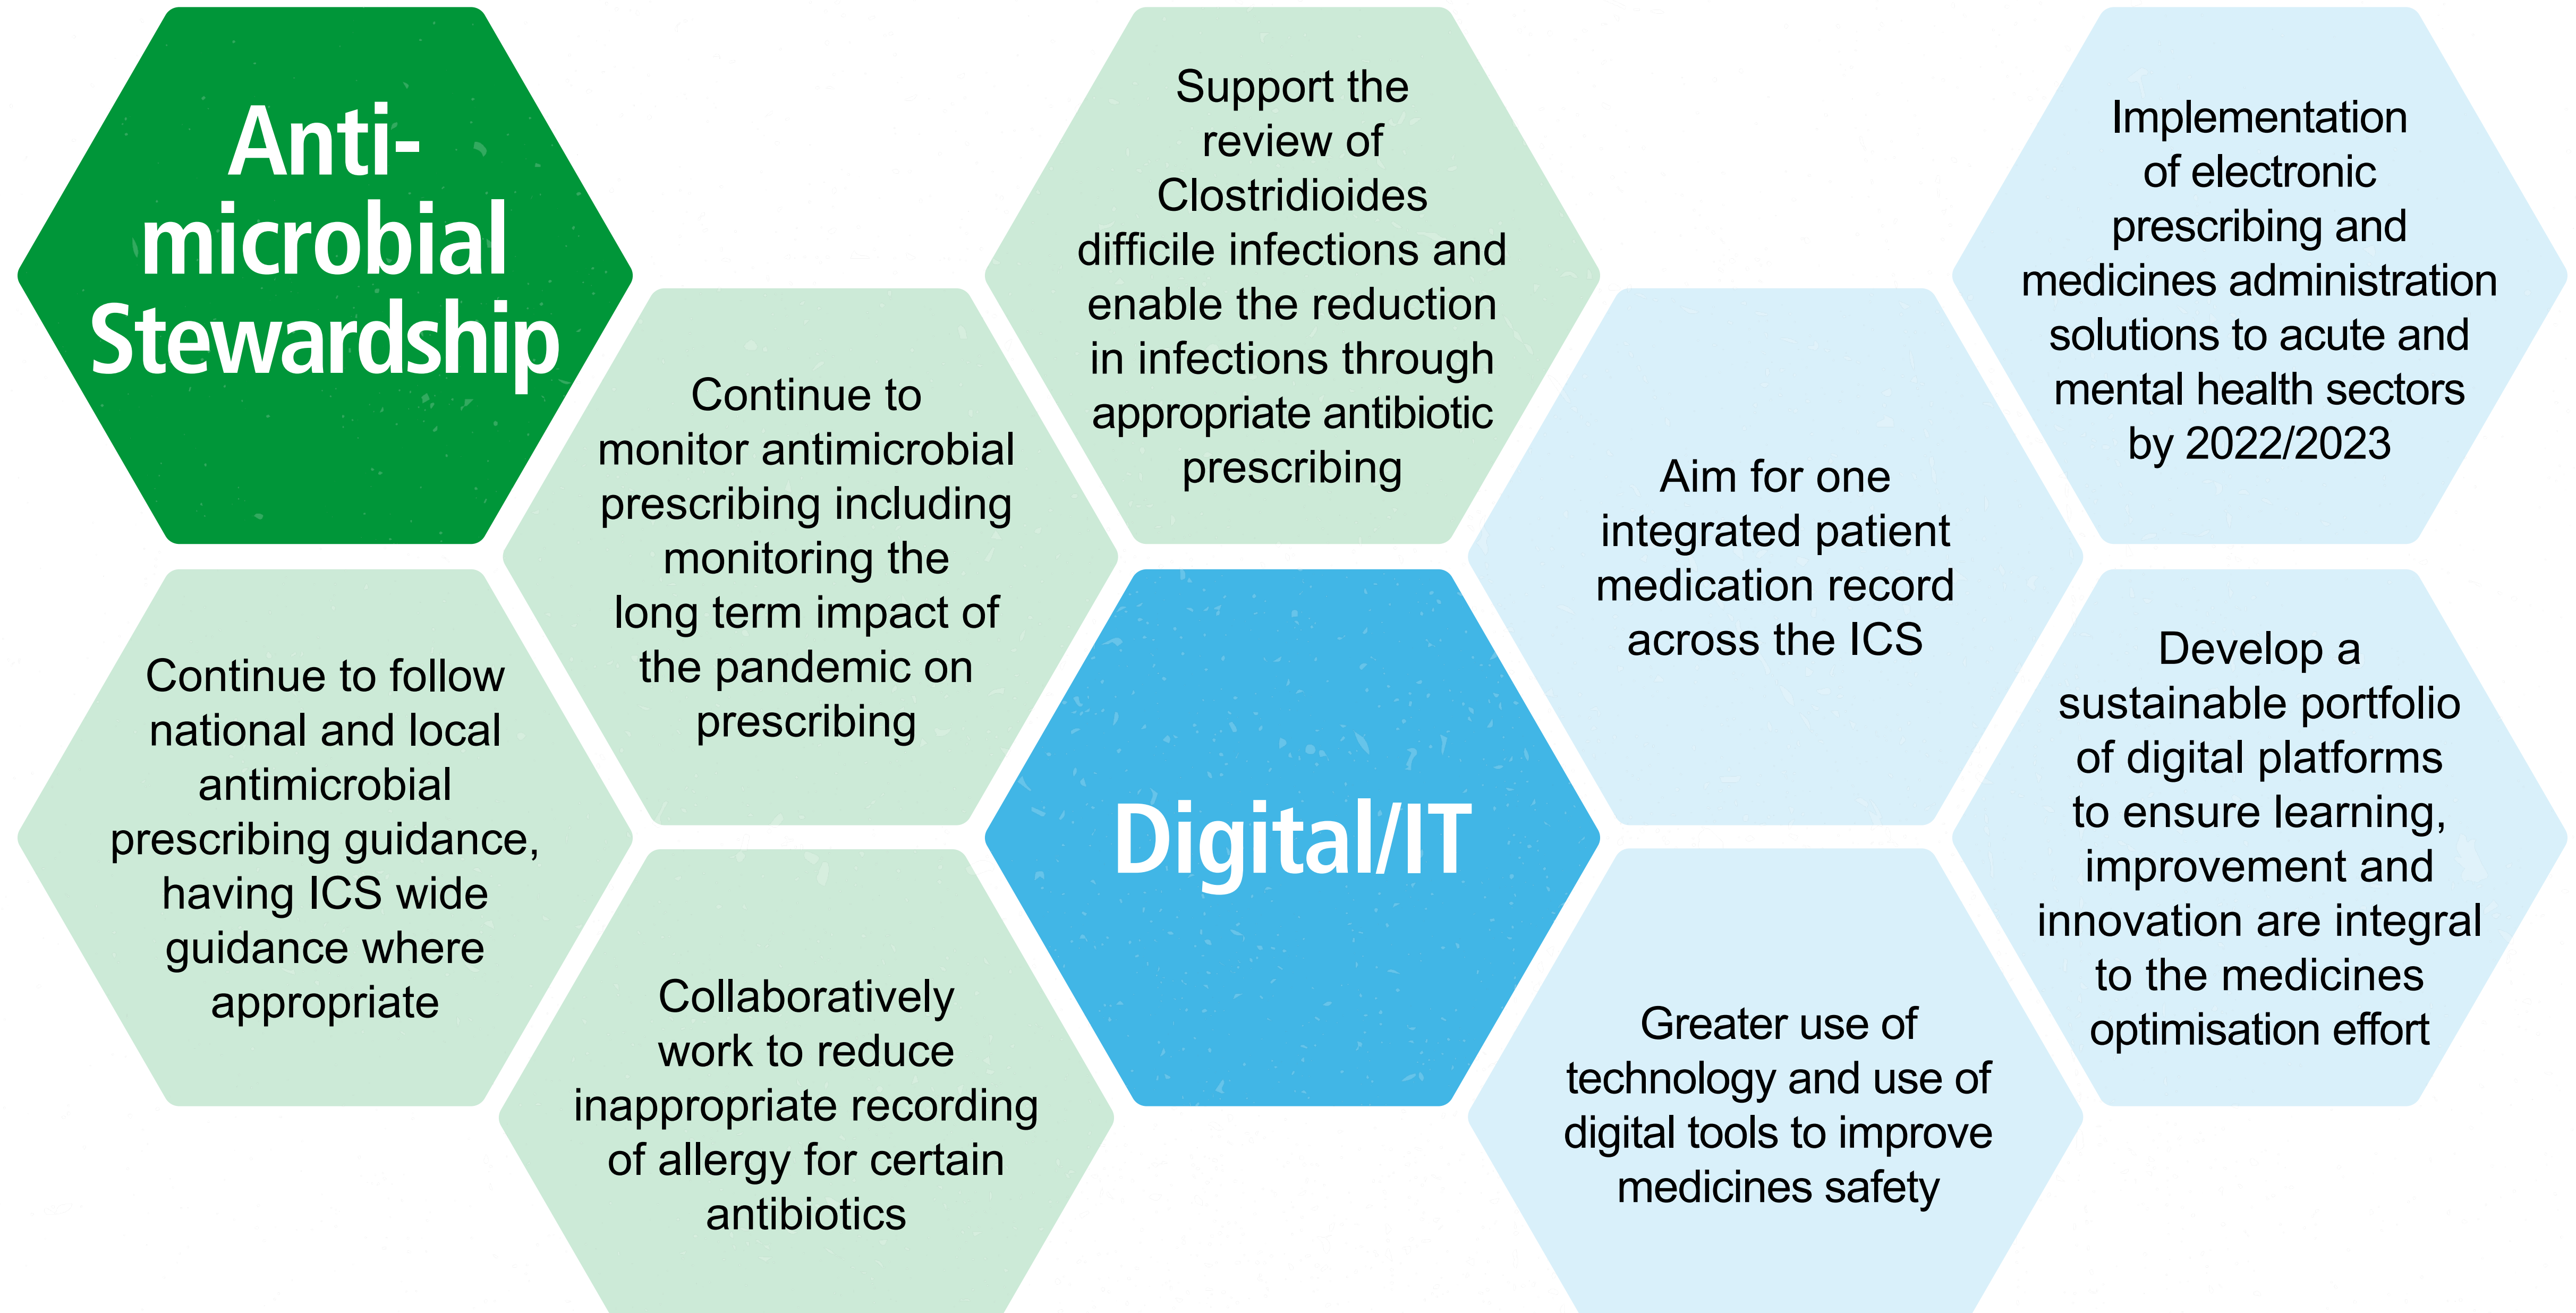 Anti-
microbial
Stewardship
Continue to follow
national and local
antimicrobial
prescribing guidance,
having ICS wide
guidance where
appropriate
Continue to
monitor antimicrobial
prescribing including
monitoring the
long term impact of
the pandemic on
prescribing
Collaboratively
work to reduce
inappropriate recording
of allergy for certain
antibiotics
Support the
review of
Clostridioides
difficile infections and
enable the reduction
in infections through
appropriate antibiotic
prescribing
Digital/IT
Aim for one
integrated patient
medication record
across the ICS
Greater use of
technology and use of
digital tools to improve
medicines safety
Implementation
of electronic
prescribing and
medicines administration
solutions to acute and
mental health sectors
by 2022/2023
Develop a
sustainable portfolio
of digital platforms
to ensure learning,
improvement and
innovation are integral
to the medicines
optimisation effort